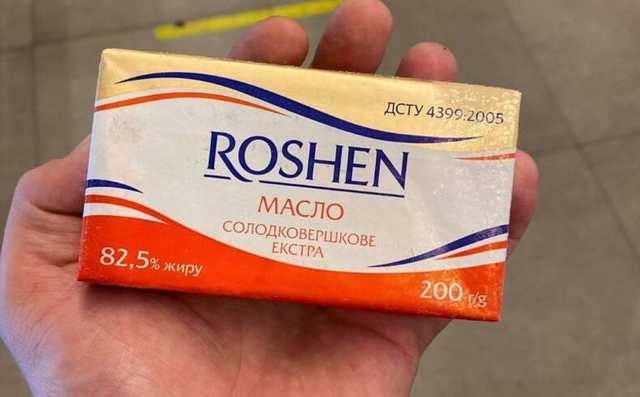 ДСТУ 4399:2005
ROSHEN
МАСЛО
СОЛОДКОВЕРШКОВЕ
ЕКСТРА
82,5% жиру
200 г/g